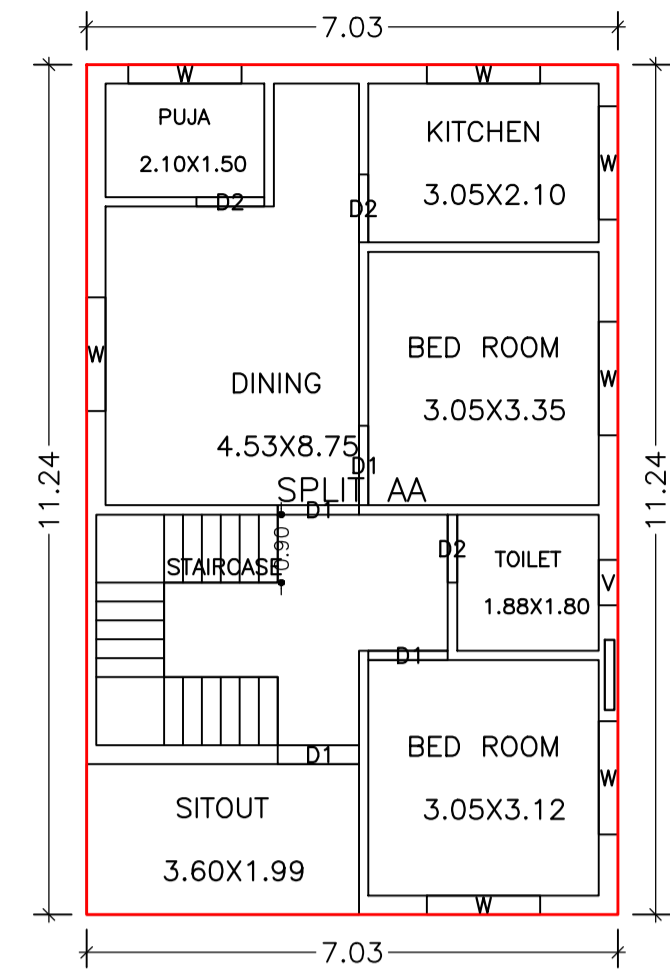 7.03
W
W
PUJA
2.10X1.50
KITCHEN
3.05X2.10
W
D2
D2
11.24
W
DINING
4.53X8.75
BED ROOM
3.05X3.35
W
D1
SPLIT AA
D1
11.24
0.90
STAIRCASE
D2
TOILET
1.88X1.80
V
D1
D1
BED ROOM
3.05X3.12
W
SITOUT
3.60X1.99
W
7.03